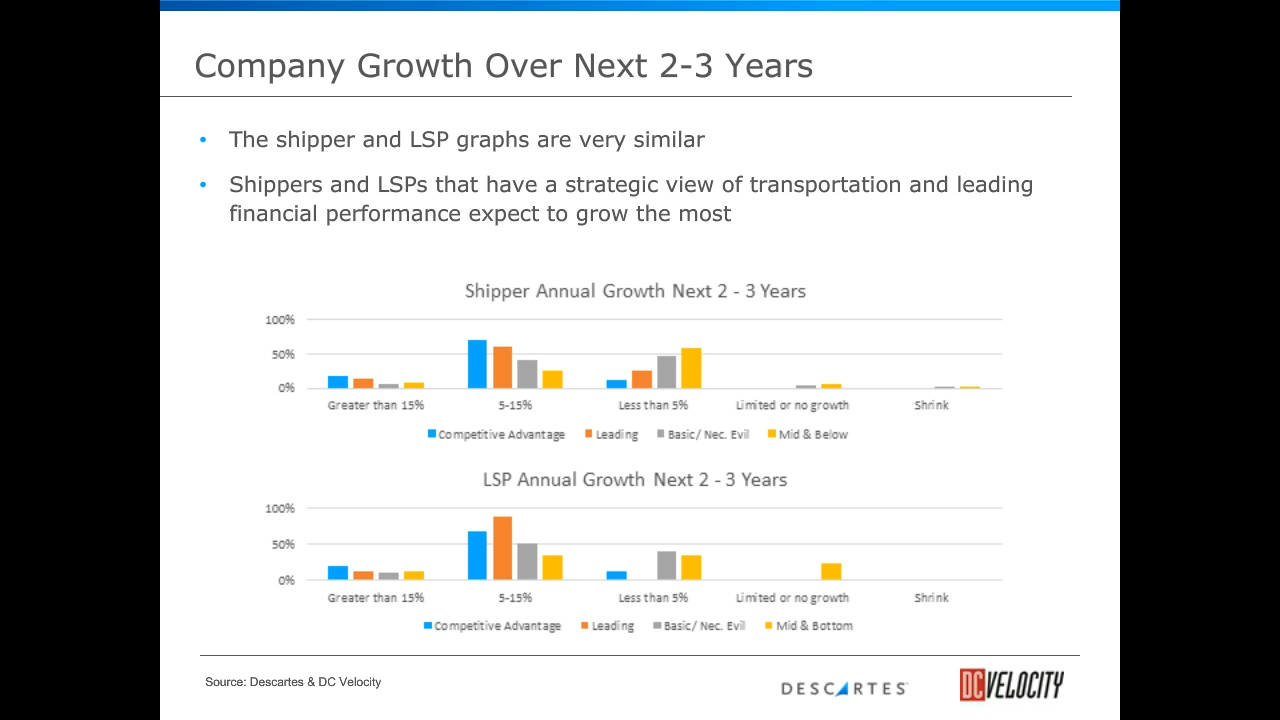 Company Growth Over Next 2-3 Years
• The shipper and LSP graphs are very similar
• Shippers and LSPs that have a strategic view of transportation and leading
financial performance expect to grow the most
Shipper Annual Growth Next 2 - 3 Years
100%
50%
0%
Greater than 15% 5-15% Less than 5% Limited or no growth Shrink
Competitive Advantage Leading Basic/ Nec. Evil Mid & Below
LSP Annual Growth Next 2 - 3 Years
100%
50%
0%
Greater than 15% 5-15% Less than 5% Limited or no growth Shrink
Competitive Advantage Leading Basic/ Nec. Evil Mid & Bottom
Source: Descartes & DC Velocity
DESCARTES
DC VELOCITY